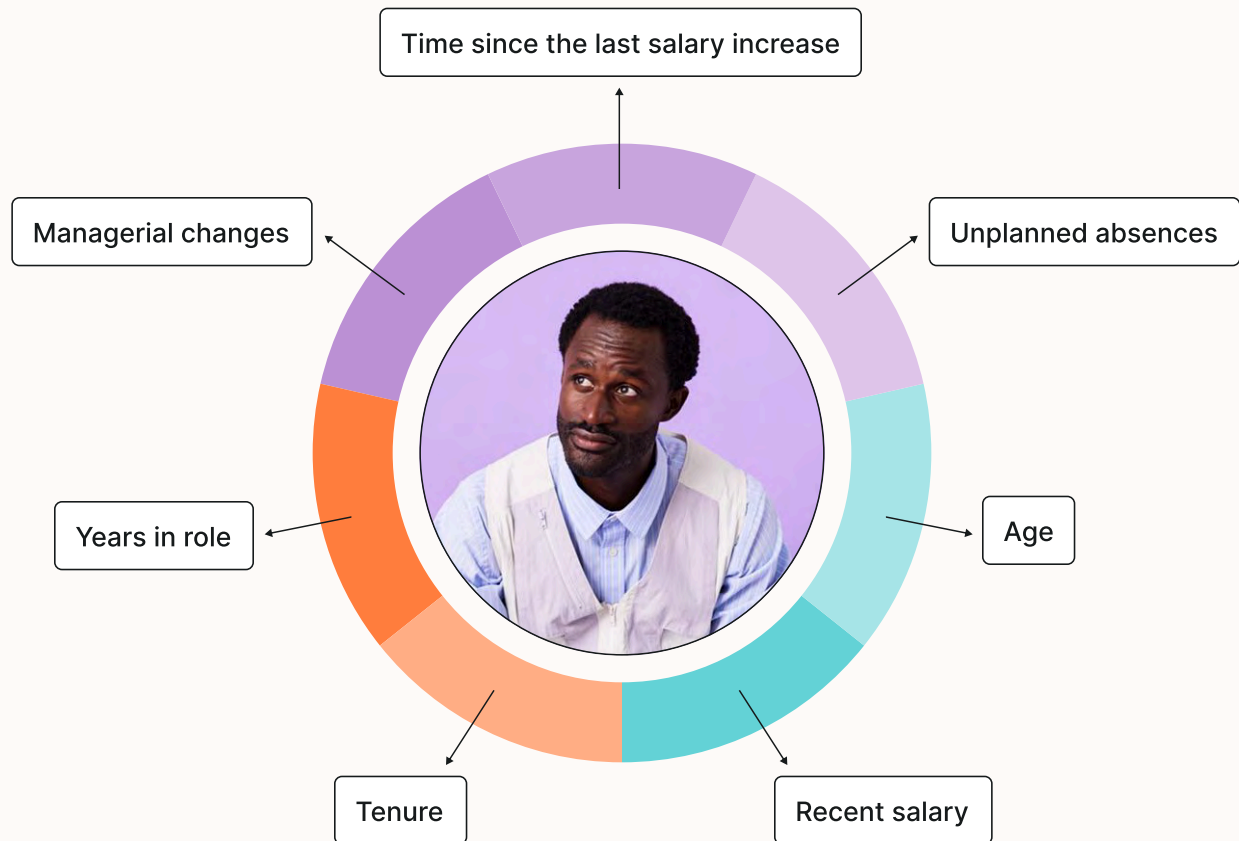 Time since the last salary increase
Managerial changes
Unplanned absences
Years in role
Age
Tenure
Recent salary